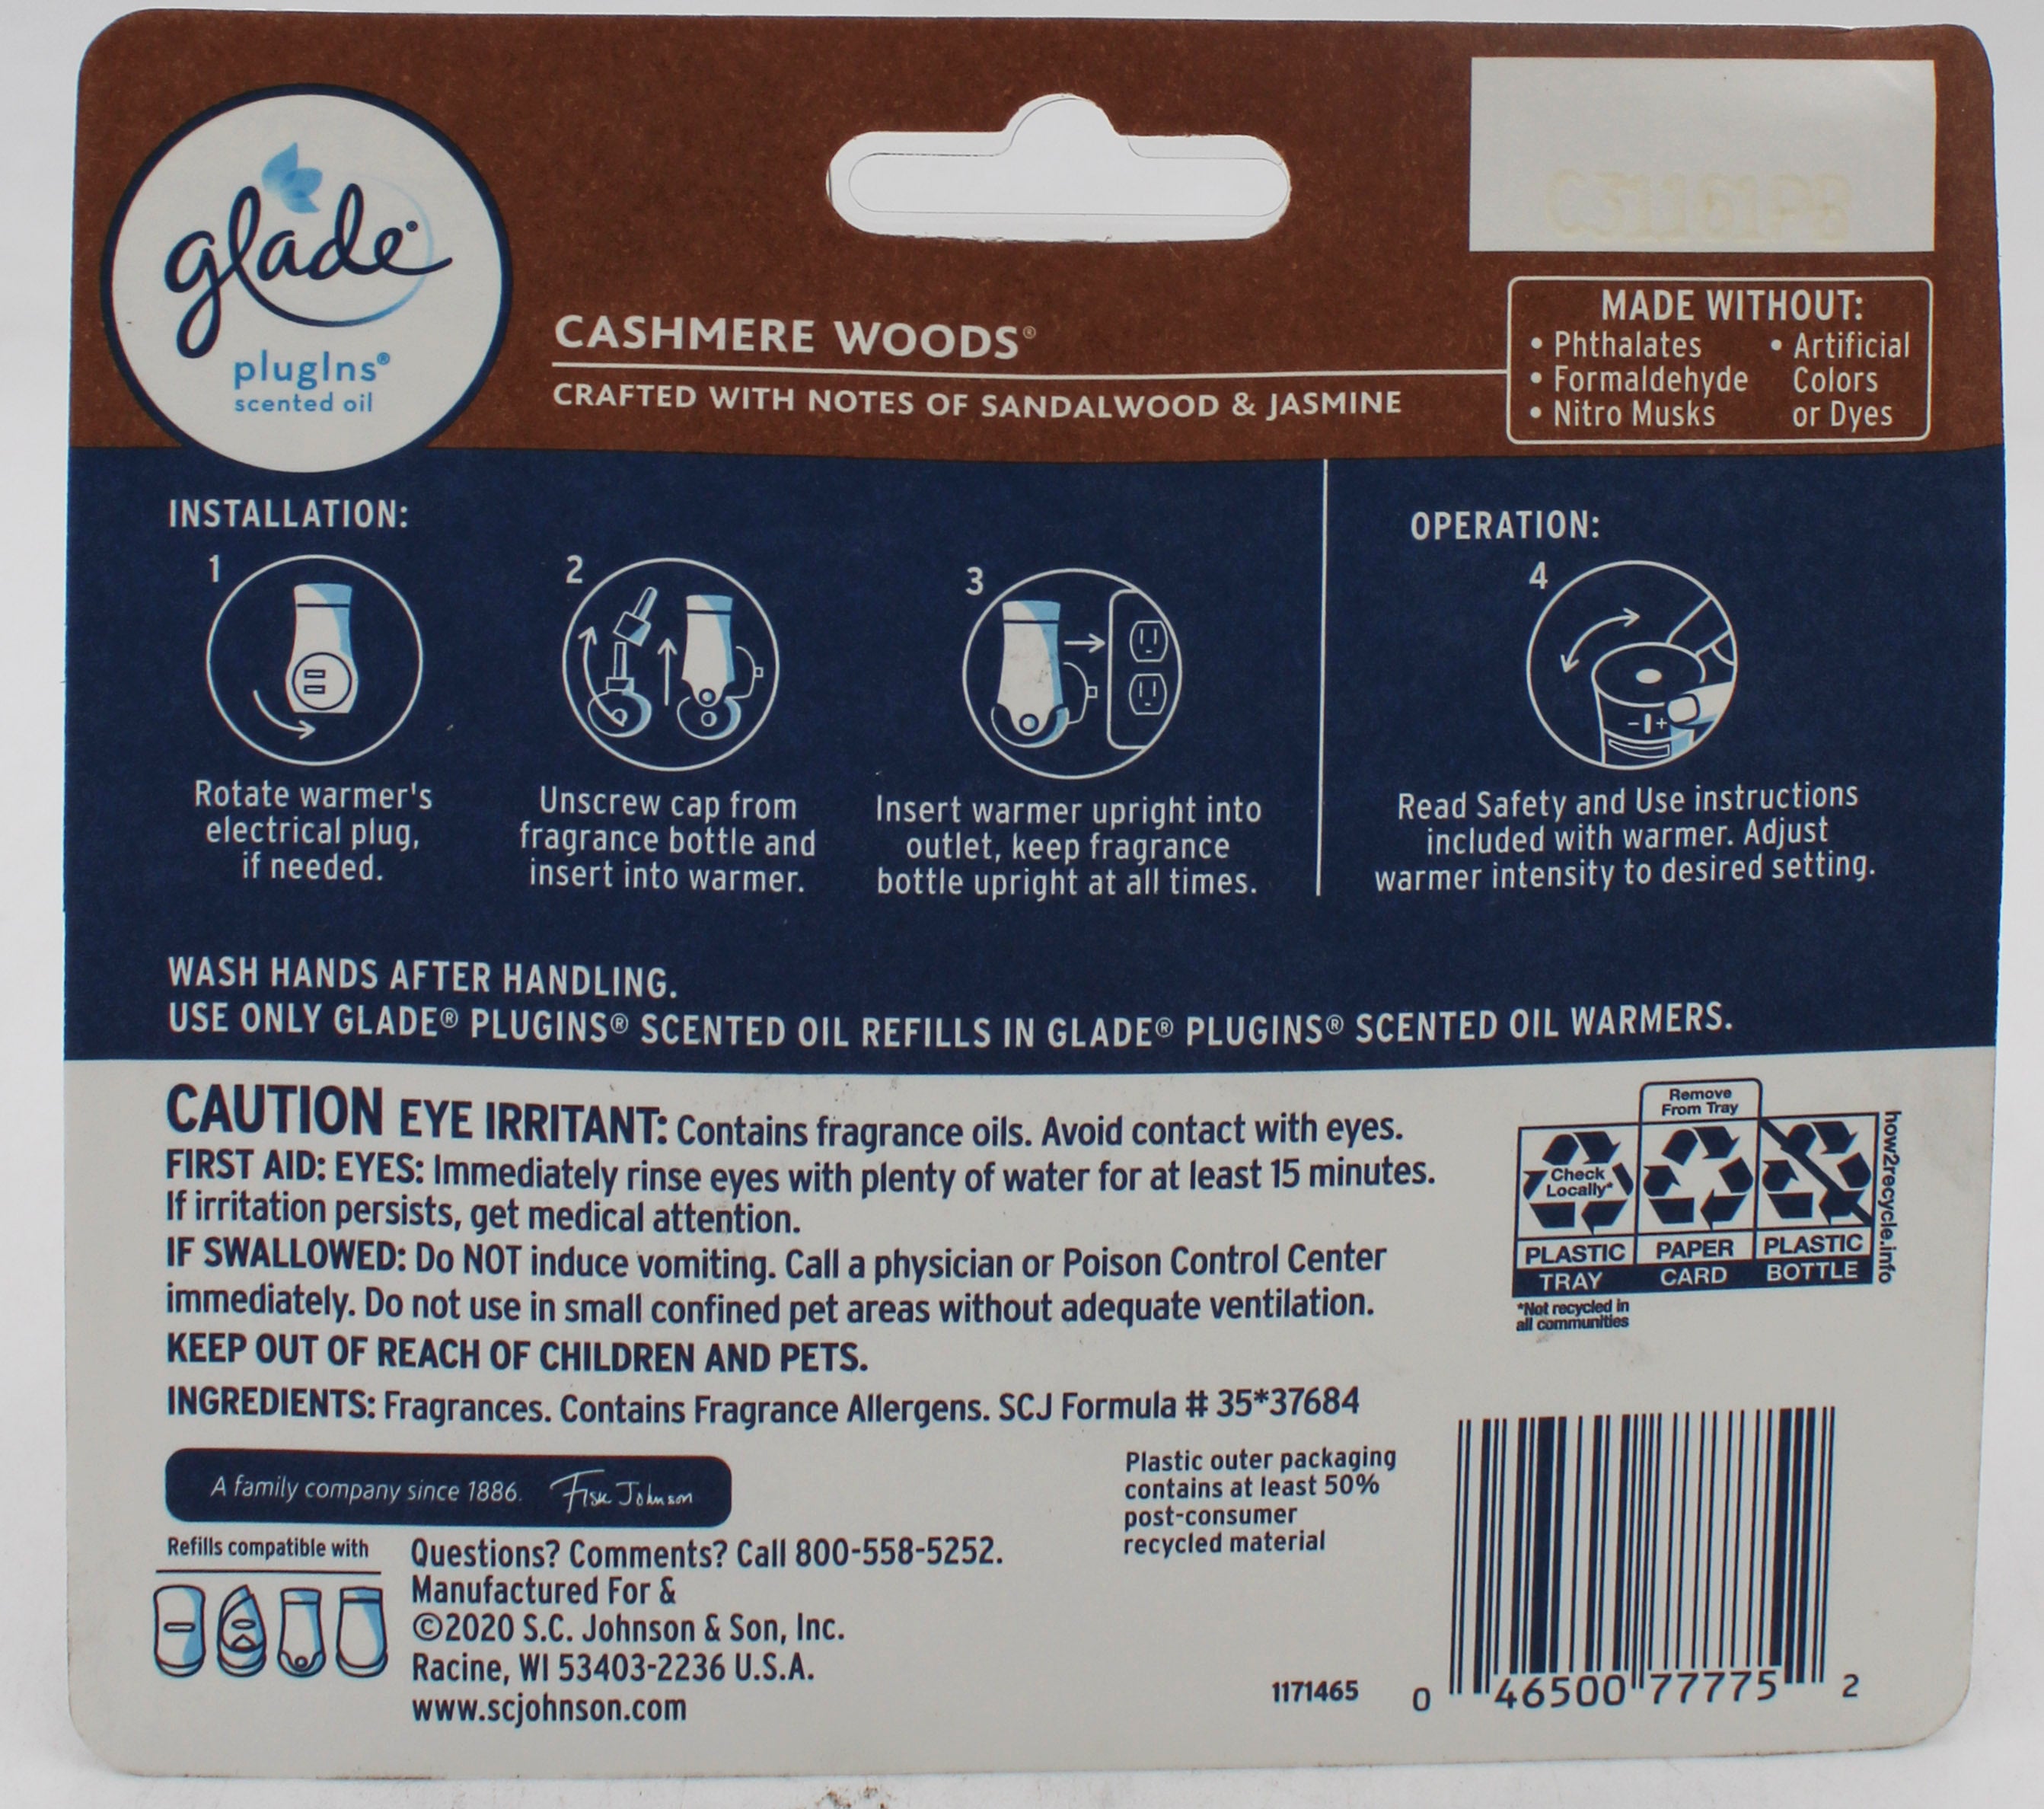 glade®
plugIns®
scented oil
CASHMERE WOODS®
CRAFTED WITH NOTES OF SANDALWOOD & JASMINE
MADE WITHOUT:
• Phthalates
• Formaldehyde
• Nitro Musks
• Artificial
Colors
or Dyes
INSTALLATION:
1
Rotate warmer's
electrical plug,
if needed.
2
Unscrew cap from
fragrance bottle and
insert into warmer.
3
Insert warmer upright into
outlet, keep fragrance
bottle upright at all times.
OPERATION:
4
- +
Read Safety and Use instructions
included with warmer. Adjust
warmer intensity to desired setting.
WASH HANDS AFTER HANDLING.
USE ONLY GLADE® PLUGINS® SCENTED OIL REFILLS IN GLADE® PLUGINS® SCENTED OIL WARMERS.
CAUTION EYE IRRITANT: Contains fragrance oils. Avoid contact with eyes.
FIRST AID: EYES: Immediately rinse eyes with plenty of water for at least 15 minutes.
If irritation persists, get medical attention.
IF SWALLOWED: Do NOT induce vomiting. Call a physician or Poison Control Center
immediately. Do not use in small confined pet areas without adequate ventilation.
KEEP OUT OF REACH OF CHILDREN AND PETS.
INGREDIENTS: Fragrances. Contains Fragrance Allergens. SCJ Formula # 35*37684
Remove
From Tray
Check
Locally*
PLASTIC
TRAY
PAPER
CARD
PLASTIC
BOTTLE
how2recycle.info
*Not recycled in
all communities
A family company since 1886. Fisk Johnson
Refills compatible with
Questions? Comments? Call 800-558-5252.
Manufactured For &
©2020 S.C. Johnson & Son, Inc.
Racine, WI 53403-2236 U.S.A.
www.scjohnson.com
Plastic outer packaging
contains at least 50%
post-consumer
recycled material
1171465
0 46500 77775 2